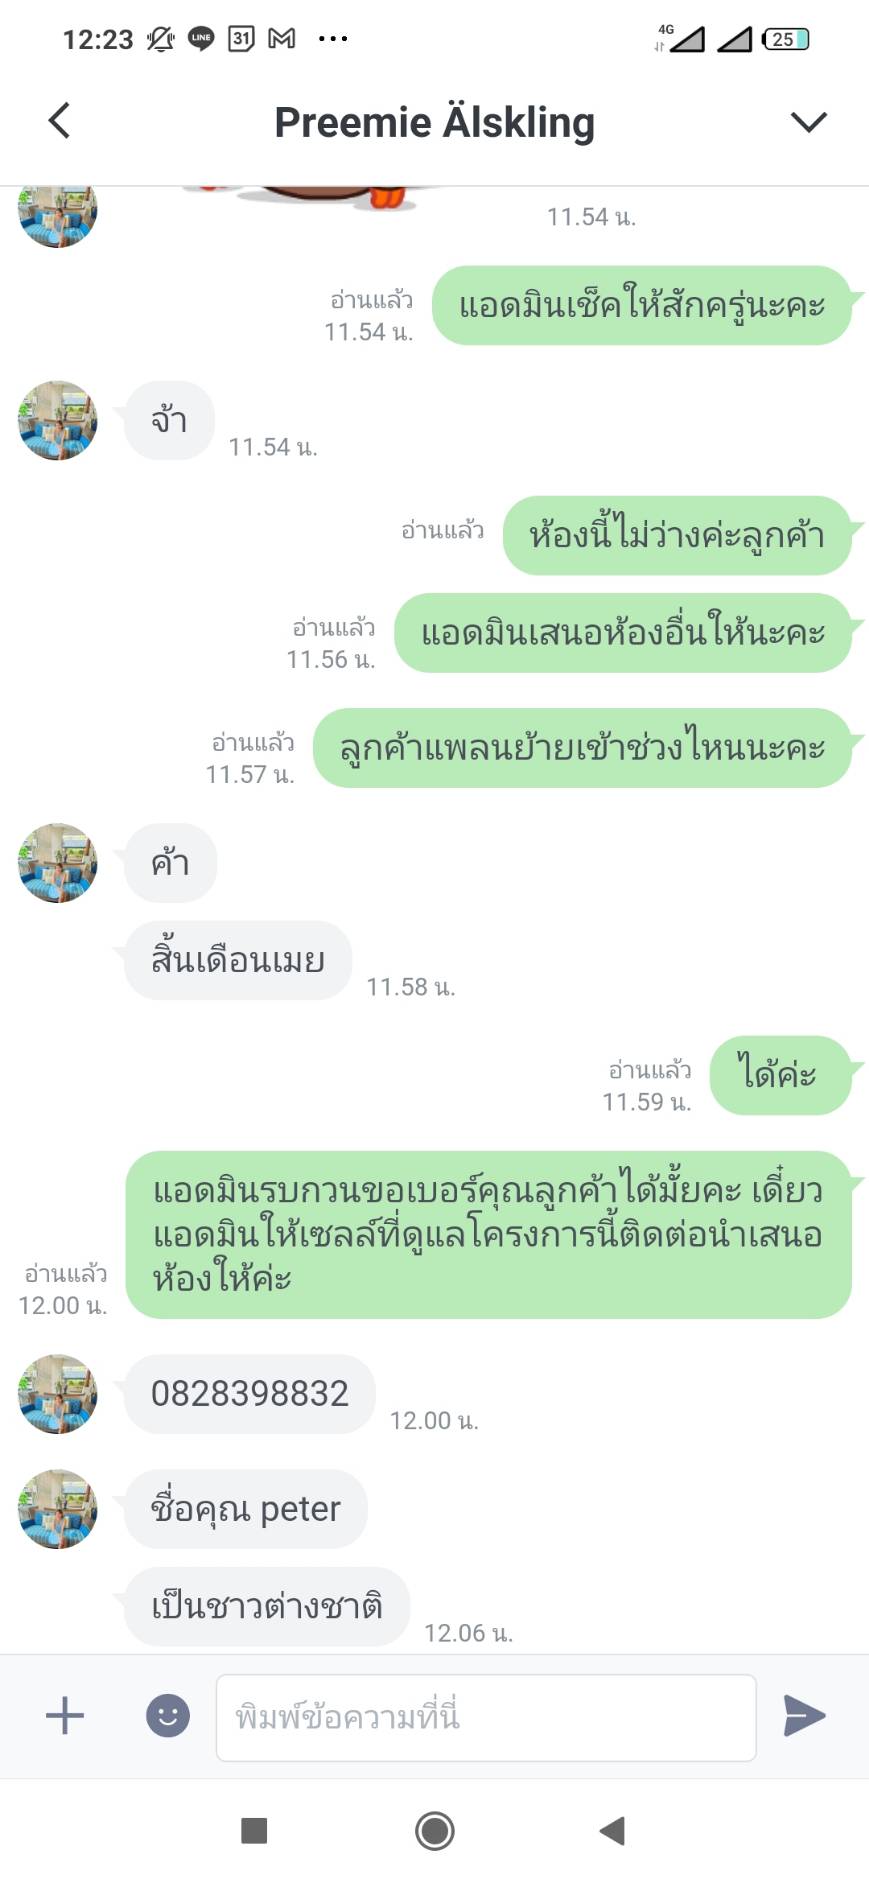 12:23 LINE 31 ... 4G 25
Preemie Älskling
11.54 น.
แอดมินเช็คให้สักครู่นะคะ
อ่านแล้ว
11.54 น.
จ้า
11.54 น.
ห้องนี้ไม่ว่างค่ะลูกค้า
อ่านแล้ว
แอดมินเสนอห้องอื่นให้นะคะ
อ่านแล้ว
11.56 น.
ลูกค้าแพลนย้ายเข้าช่วงไหนนะคะ
อ่านแล้ว
11.57 น.
ค้า
สิ้นเดือนเมย
11.58 น.
ได้ค่ะ
อ่านแล้ว
11.59 น.
แอดมินรบกวนขอเบอร์คุณลูกค้าได้มั้ยคะ เดี๋ยว
แอดมินให้เซลล์ที่ดูแลโครงการนี้ติดต่อนำเสนอ
ห้องให้ค่ะ
อ่านแล้ว
12.00 น.
0828398832
12.00 น.
ชื่อคุณ peter
เป็นชาวต่างชาติ
12.06 น.
พิมพ์ข้อความที่นี่